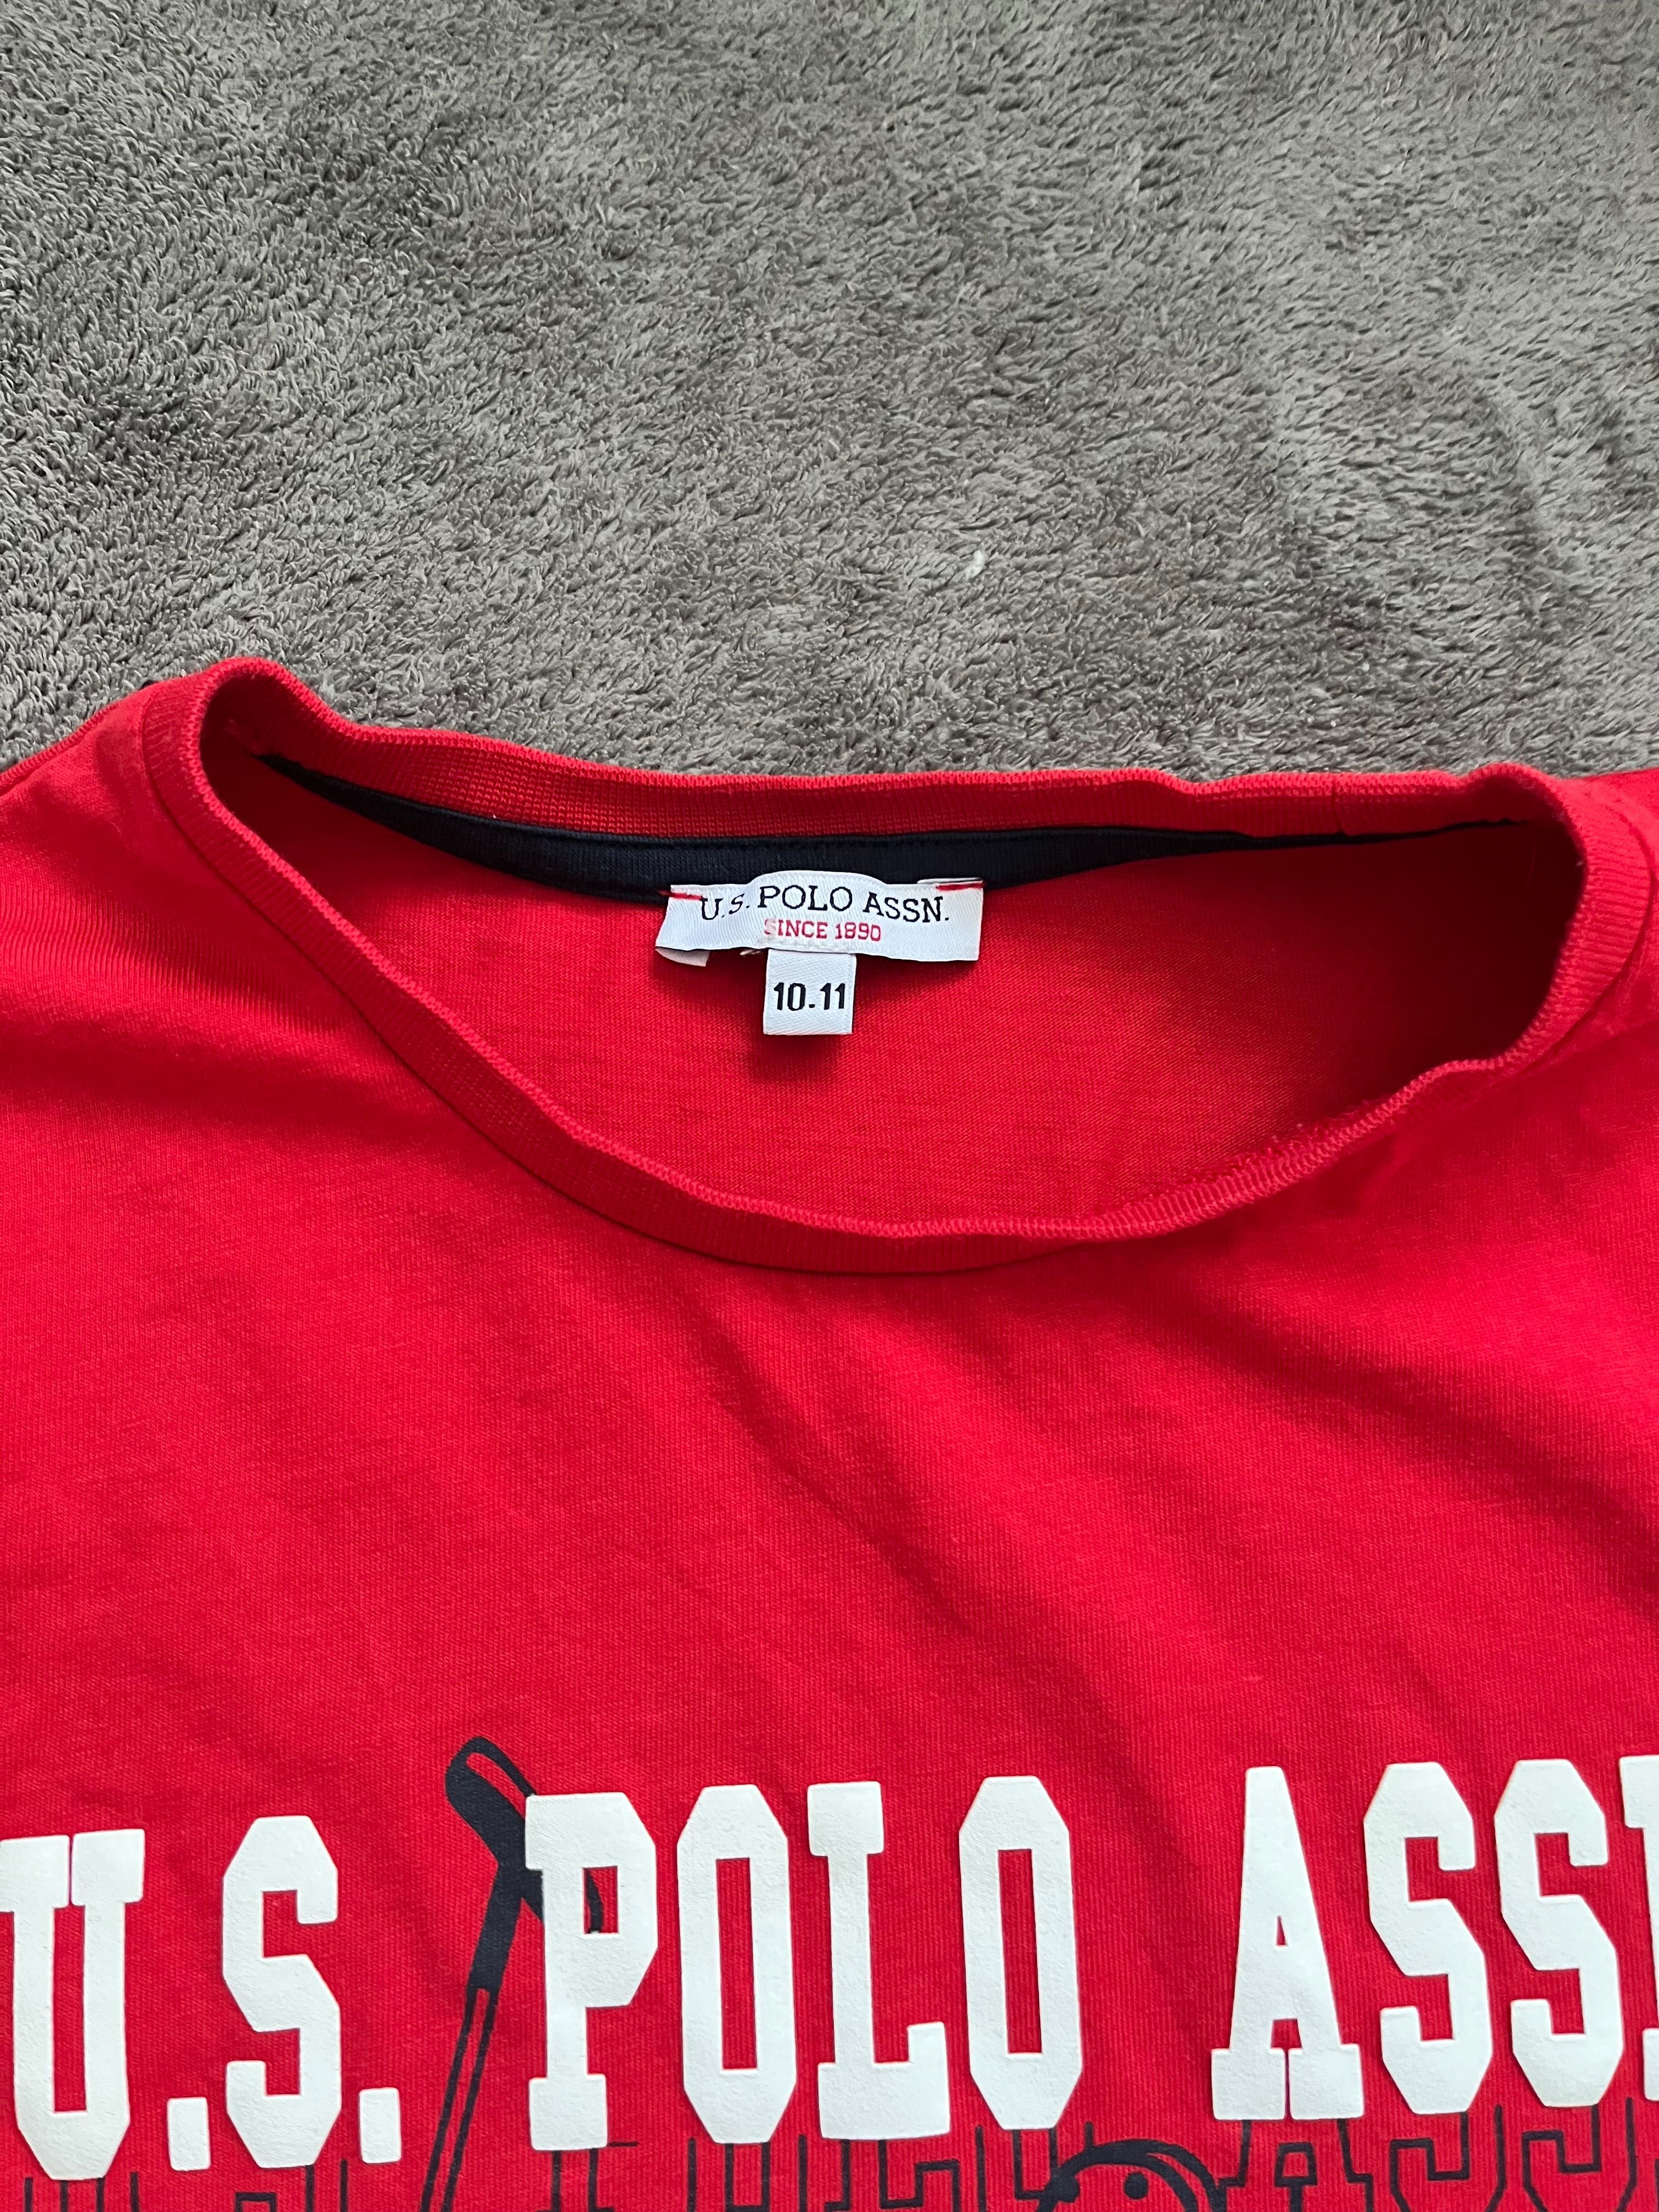 U.S. POLO ASSN.
SINCE 1890
10.11
U.S. POLO ASS